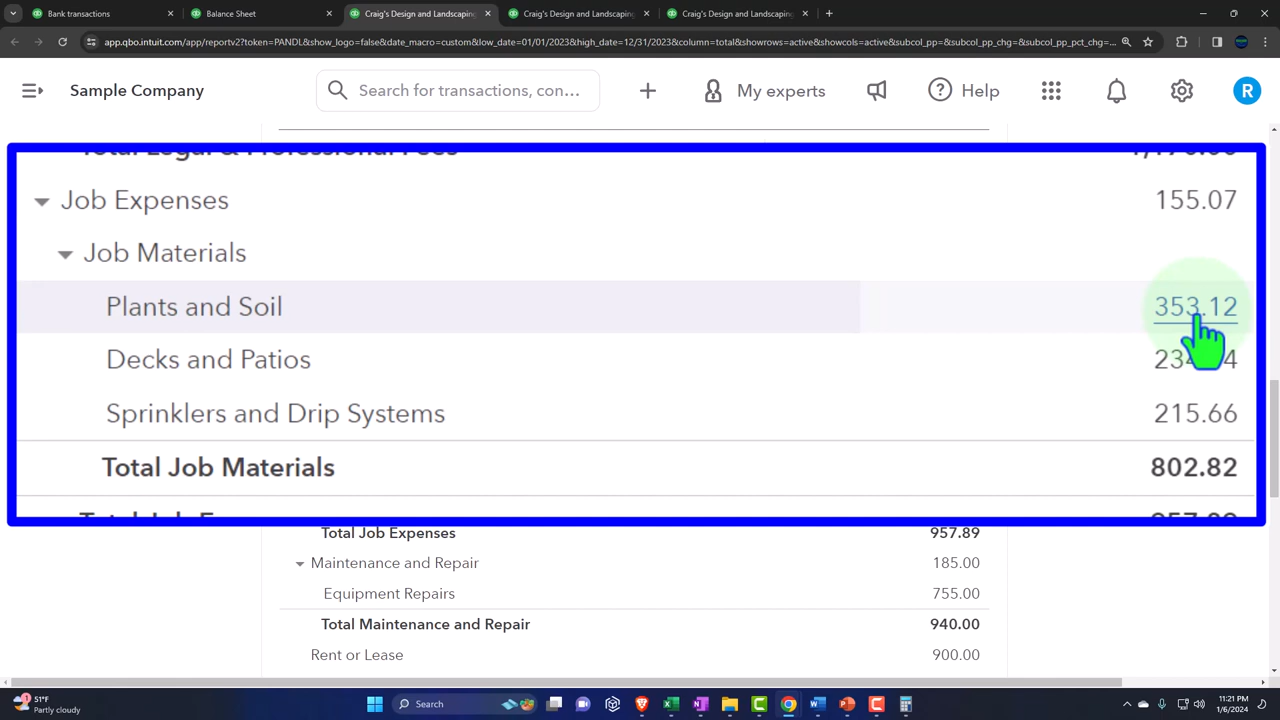 Bank transactions
Balance Sheet
Craig's Design and Landscaping
Craig's Design and Landscaping
Craig's Design and Landscaping
app.qbo.intuit.com/app/reportv2?token=PANDL&show_logo=false&date_macro=custom&low_date=01/01/2023&high_date=12/31/2023&column=total&showrows=active&showcols=active&subcol_pp=&subcol_pp_chg=&subcol_pp_pct_chg=...
Sample Company
Search for transactions, con...
My experts
Help
R
Total Legal & Professional Fees
Job Expenses 155.07
Job Materials
Plants and Soil 353.12
Decks and Patios
Sprinklers and Drip Systems 215.66
Total Job Materials 802.82
957.89
Total Job Expenses 957.89
Maintenance and Repair 185.00
Equipment Repairs 755.00
Total Maintenance and Repair 940.00
Rent or Lease 900.00
51°F
Partly cloudy
Search
11:21 PM
1/6/2024